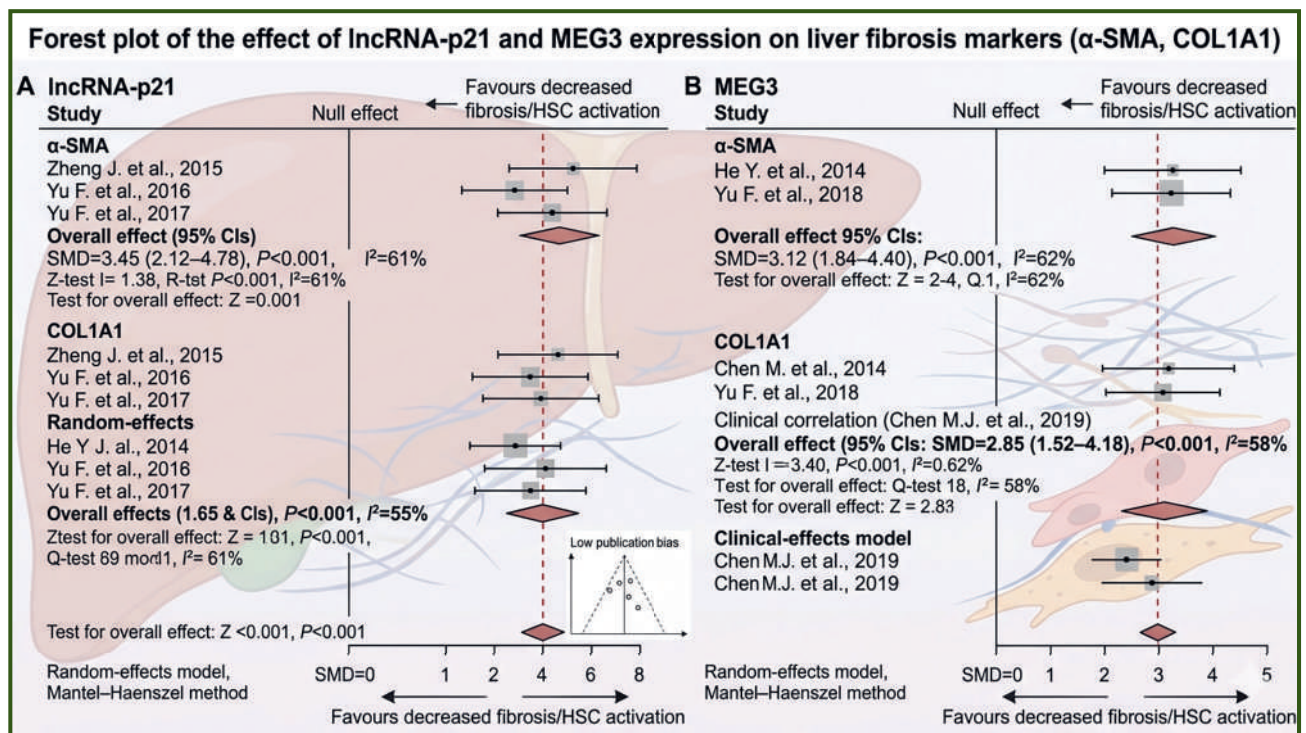 Forest plot of the effect of lncRNA-p21 and MEG3 expression on liver fibrosis markers (α-SMA, COL1A1)
A lncRNA-p21
Study
Null effect
Favours decreased
← fibrosis/HSC activation
α-SMA
Zheng J. et al., 2015
Yu F. et al., 2016
Yu F. et al., 2017
Overall effect (95% CIs)
SMD=3.45 (2.12–4.78), P<0.001, I²=61%
Z-test I= 1.38, R-tet P<0.001, I²=61%
Test for overall effect: Z =0.001
COL1A1
Zheng J. et al., 2015
Yu F. et al., 2016
Yu F. et al., 2017
Random-effects
He Y J. al., 2014
Yu F. et al., 2016
Yu F. et al., 2017
Overall effects (1.65 & CIs), P<0.001, I²=55%
Ztest for overall effect: Z = 181, P<0.001,
Q-test 89 mod1, I²= 61%
Low publication bias
Test for overall effect: Z <0.001, P<0.001
Random-effects model,
Mantel–Haenszel method
SMD=0 1 2 4 6 8
Favours decreased fibrosis/HSC activation
B MEG3
Study
Null effect
Favours decreased
← fibrosis/HSC activation
α-SMA
He Y. et al., 2014
Yu F. et al., 2018
Overall effect 95% CIs:
SMD=3.12 (1.84–4.40), P<0.001, I²=62%
Test for overall effect: Z = 2-4, Q.1, I²=62%
COL1A1
Chen M. et al., 2014
Yu F. et al., 2018
Clinical correlation (Chen M.J. et al., 2019)
Overall effect (95% CIs: SMD=2.85 (1.52–4.18), P<0.001, I²=58%
Z-test I =3.40, P<0.001, I²=0.62%
Test for overall effect: Q-test 18, I²= 58%
Test for overall effect: Z = 2.83
Clinical-effects model
Chen M.J. et al., 2019
Chen M.J. et al., 2019
Random-effects model,
Mantel–Haenszel method
SMD=0 1 2 3 4 5
Favours decreased fibrosis/HSC activation